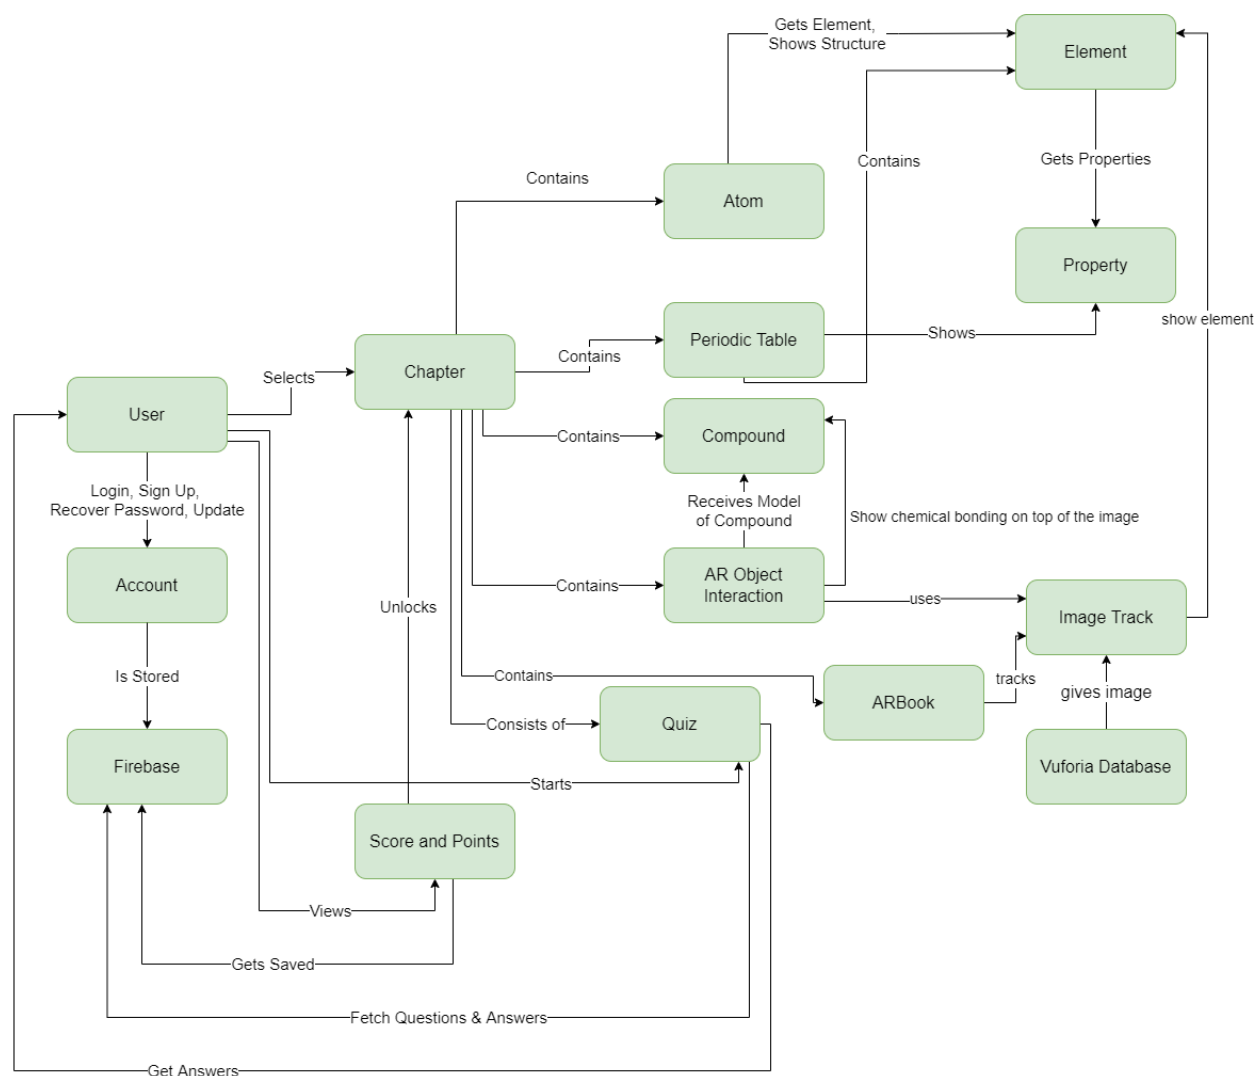 Gets Element,
Shows Structure
Element
Contains
Gets Properties
Contains
Atom
Property
show element
Periodic Table
Shows
Contains
Chapter
Selects
User
Contains
Compound
Login, Sign Up,
Recover Password, Update
Receives Model
of Compound
Show chemical bonding on top of the image
Account
Contains
AR Object
Interaction
uses
Image Track
Unlocks
Is Stored
Contains
tracks
gives image
ARBook
Consists of
Quiz
Firebase
Vuforia Database
Starts
Score and Points
Views
Gets Saved
Fetch Questions & Answers
Get Answers